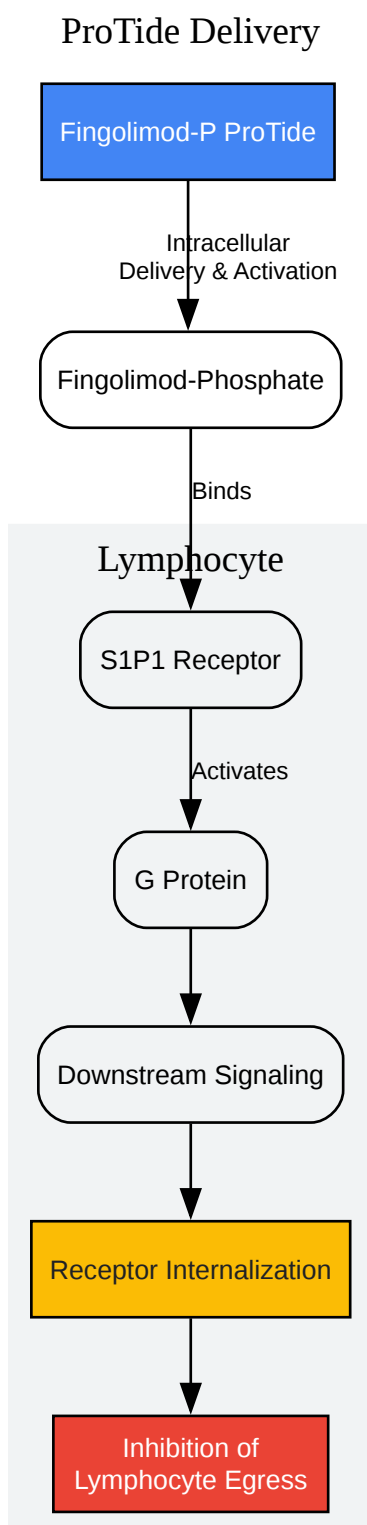 ProTide Delivery
Fingolimod-P ProTide
Intracellular
Delivery & Activation
Fingolimod-Phosphate
Binds
Lymphocyte
S1P1 Receptor
Activates
G Protein
Downstream Signaling
Receptor Internalization
Inhibition of
Lymphocyte Egress